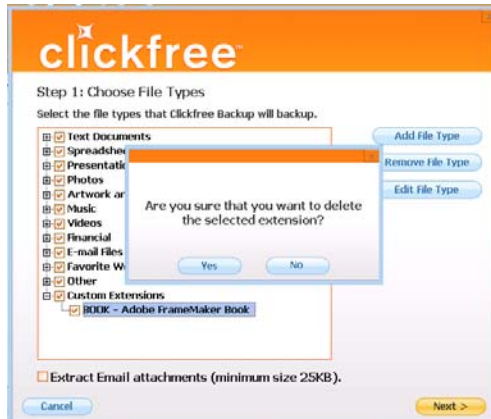 clickfree™
Step 1: Choose File Types
Select the file types that Clickfree Backup will backup.
Text Documents
Spreadshe
Presentati
Photos
Artwork ar
Music
Videos
Financial
E-mail Files
Favorite W
Other
Custom Extensions
BOOK - Adobe FrameMaker Book
Add File Type
Remove File Type
Edit File Type
Are you sure that you want to delete
the selected extension?
Yes No
Extract Email attachments (minimum size 25KB).
Cancel Next >